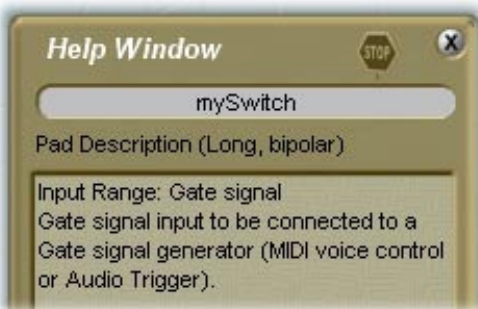 Help Window
STOP
X
mySwitch
Pad Description (Long, bipolar)
Input Range: Gate signal
Gate signal input to be connected to a
Gate signal generator (MIDI voice control
or Audio Trigger).